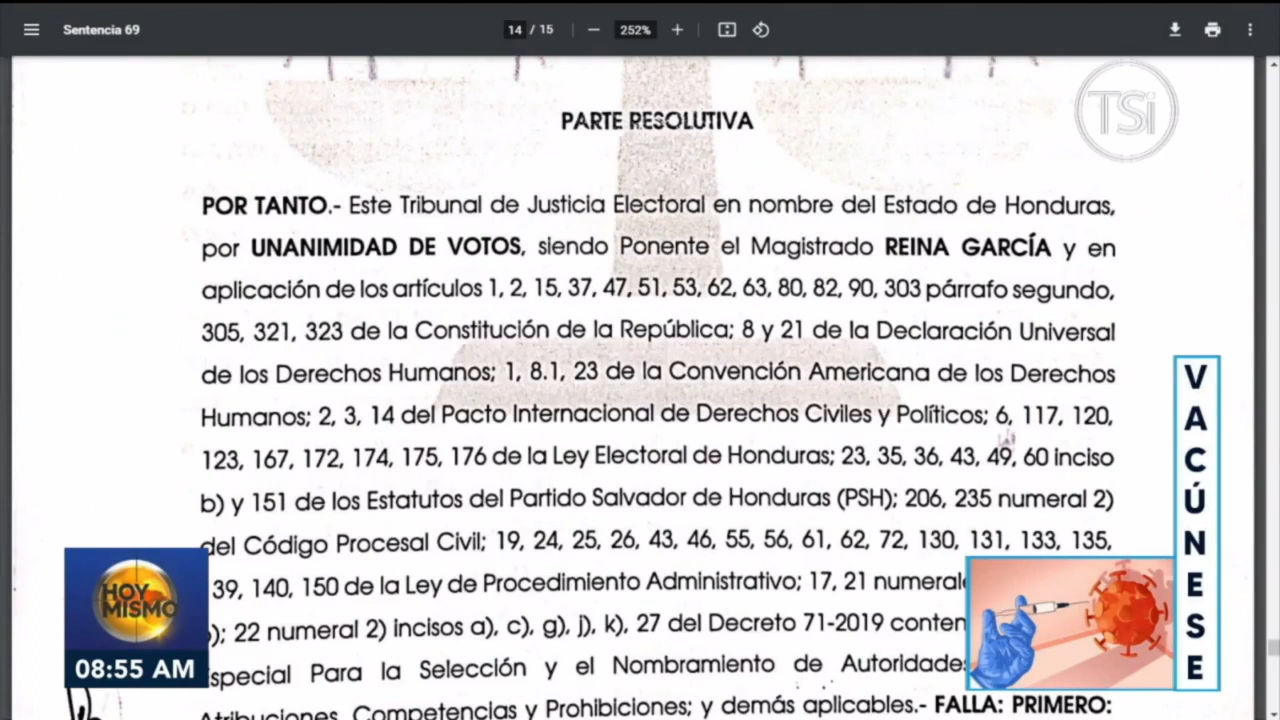 Sentencia 69
14 / 15
252%
TSi
PARTE RESOLUTIVA
POR TANTO.- Este Tribunal de Justicia Electoral en nombre del Estado de Honduras,
por UNANIMIDAD DE VOTOS, siendo Ponente el Magistrado REINA GARCÍA y en
aplicación de los artículos 1, 2, 15, 37, 47, 51, 53, 62, 63, 80, 82, 90, 303 párrafo segundo,
305, 321, 323 de la Constitución de la República; 8 y 21 de la Declaración Universal
de los Derechos Humanos; 1, 8.1, 23 de la Convención Americana de los Derechos
Humanos; 2, 3, 14 del Pacto Internacional de Derechos Civiles y Políticos; 6, 117, 120,
123, 167, 172, 174, 175, 176 de la Ley Electoral de Honduras; 23, 35, 36, 43, 49, 60 inciso
b) y 151 de los Estatutos del Partido Salvador de Honduras (PSH); 206, 235 numeral 2)
del Código Procesal Civil; 19, 24, 25, 26, 43, 46, 55, 56, 61, 62, 72, 130, 131, 133, 135,
39, 140, 150 de la Ley de Procedimiento Administrativo; 17, 21 numerale
); 22 numeral 2) incisos a), c), g), j), k), 27 del Decreto 71-2019 conten
special Para la Selección y el Nombramiento de Autoridades
Atribuciones, Competencias y Prohibiciones; y demás aplicables.- FALLA: PRIMERO:
HOY
MISMO
08:55 AM
VACÚNESE